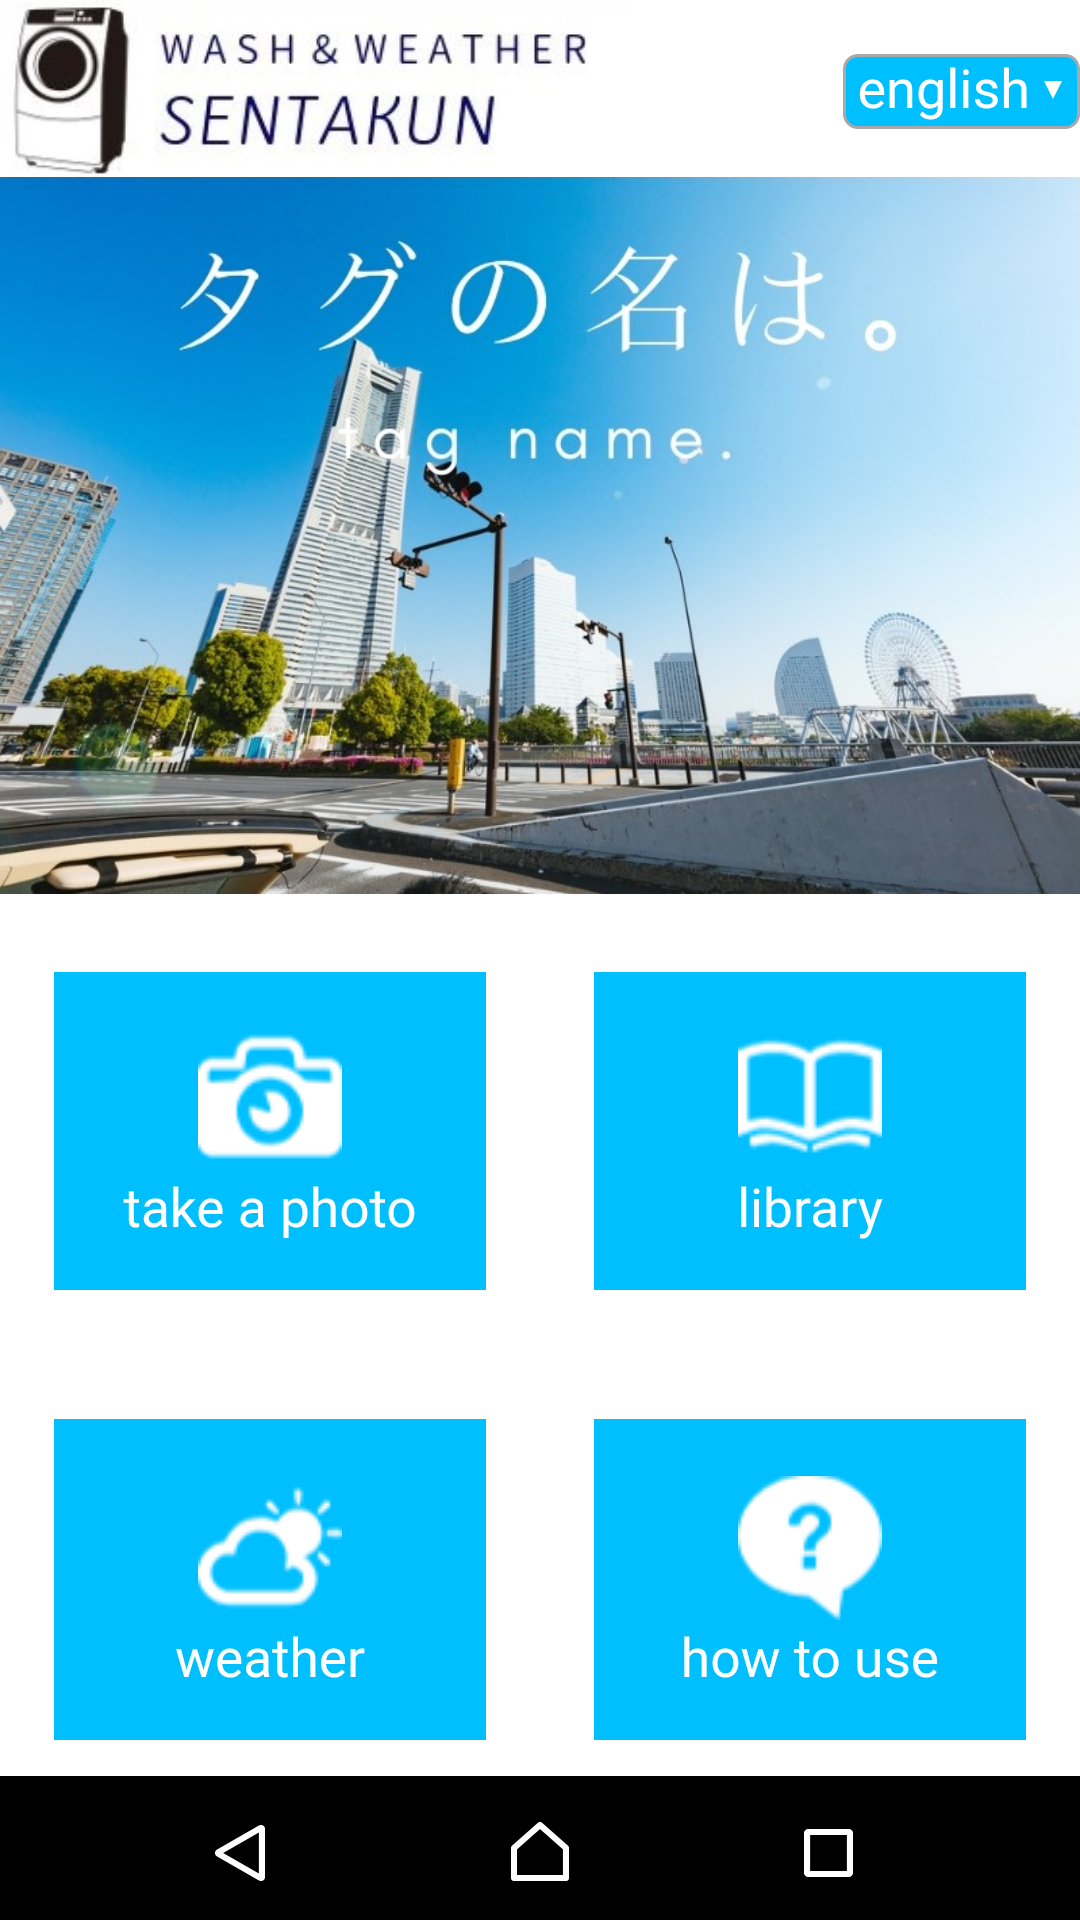 WASH & WEATHER
SENTAKUN
english ▼
タグの名は。
tag name.
take a photo
library
weather
how to use